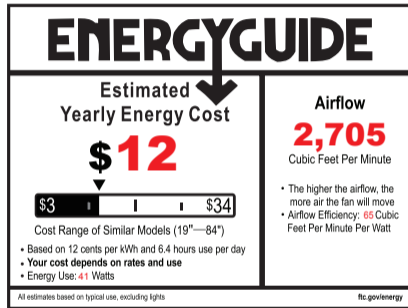 ENERGYGUIDE
Estimated
Yearly Energy Cost
$12
$3
$34
Cost Range of Similar Models (19"—84")
• Based on 12 cents per kWh and 6.4 hours use per day
• Your cost depends on rates and use
• Energy Use: 41 Watts
Airflow
2,705
Cubic Feet Per Minute
• The higher the airflow, the
more air the fan will move
• Airflow Efficiency: 65 Cubic
Feet Per Minute Per Watt
All estimates based on typical use, excluding lights
ftc.gov/energy